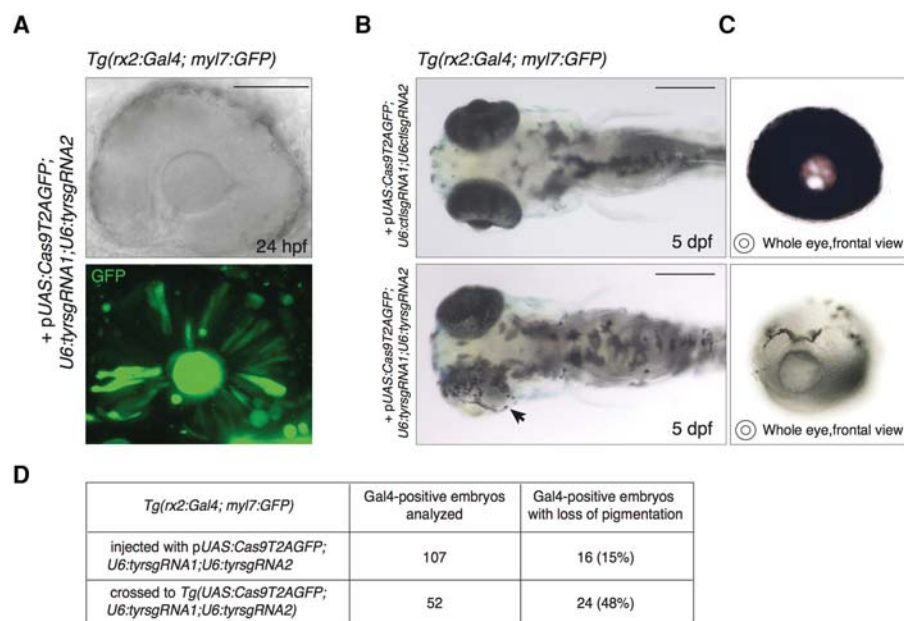 A
B
C
Tg(rx2:Gal4; myl7:GFP)
Tg(rx2:Gal4; myl7:GFP)
+ pUAS:Cas9T2AGFP;
U6:tyrsgRNA1;U6:tyrsgRNA2
24 hpf
GFP
+ pUAS:Cas9T2AGFP;
U6:ctlsgRNA1;U6ctlsgRNA2
5 dpf
Whole eye,frontal view
+ pUAS:Cas9T2AGFP;
U6:tyrsgRNA1;U6:tyrsgRNA2
5 dpf
Whole eye,frontal view
D
Tg(rx2:Gal4; myl7:GFP)
Gal4-positive embryos
analyzed
Gal4-positive embryos
with loss of pigmentation
injected with pUAS:Cas9T2AGFP;
U6:tyrsgRNA1;U6:tyrsgRNA2
107
16 (15%)
crossed to Tg(UAS:Cas9T2AGFP;
U6:tyrsgRNA1;U6:tyrsgRNA2)
52
24 (48%)